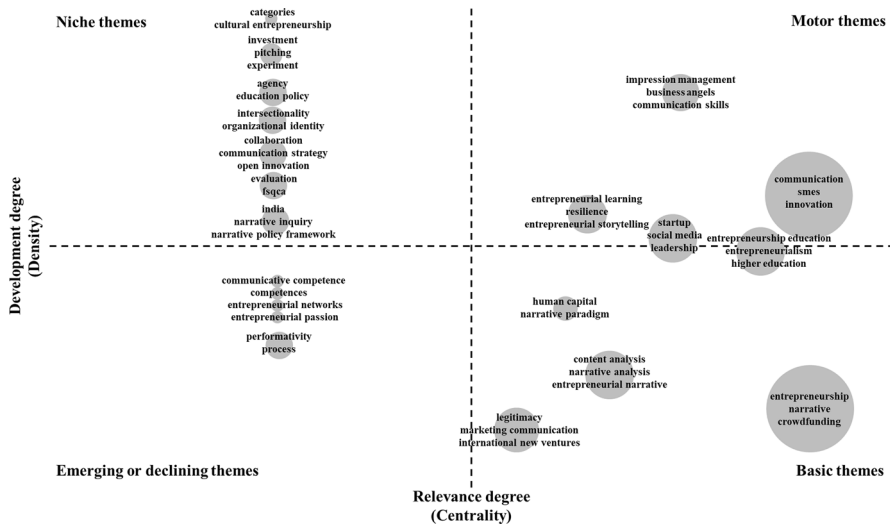 Niche themes
Motor themes
categories
cultural entrepreneurship
investment
pitching
experiment
agency
education policy
intersectionality
organizational identity
collaboration
communication strategy
open innovation
evaluation
fsqca
india
narrative inquiry
narrative policy framework
impression management
business angels
communication skills
communication
smes
innovation
entrepreneurial learning
resilience
entrepreneurial storytelling
startup
social media
leadership
entrepreneurship education
entrepreneurialism
higher education
Development degree
(Density)
communicative competence
competences
entrepreneurial networks
entrepreneurial passion
performativity
process
human capital
narrative paradigm
content analysis
narrative analysis
entrepreneurial narrative
legitimacy
marketing communication
international new ventures
entrepreneurship
narrative
crowdfunding
Emerging or declining themes
Basic themes
Relevance degree
(Centrality)